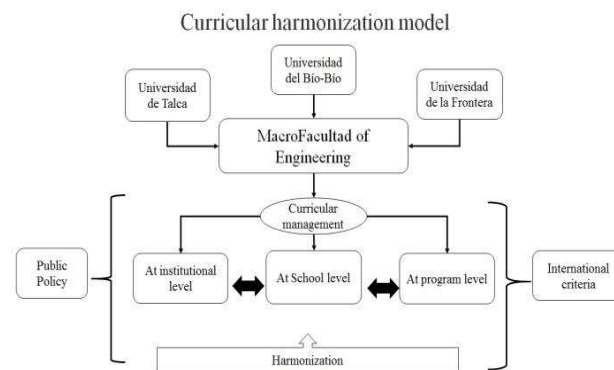 Curricular harmonization model
Universidad
de Talca
Universidad
del Bío-Bío
Universidad
de la Frontera
MacroFacultad of
Engineering
Curricular
management
Public
Policy
At institutional
level
At School level
At program level
International
criteria
Harmonization